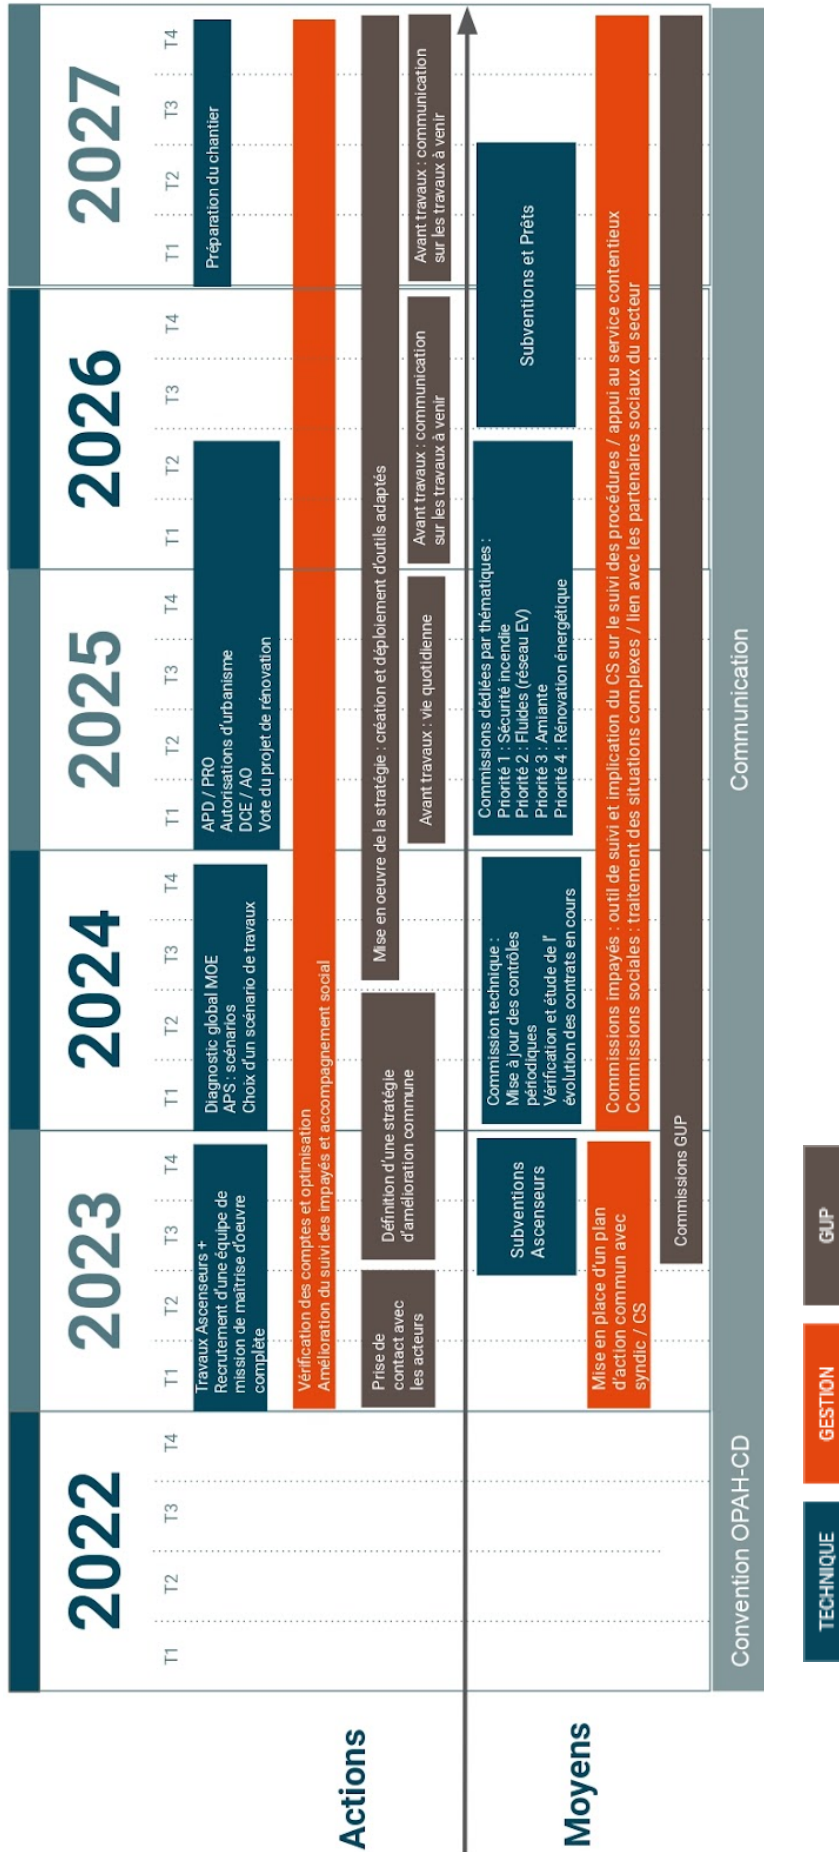 2022
2023
2024
2025
2026
2027
T1
T2
T3
T4
T1
T2
T3
T4
T1
T2
T3
T4
T1
T2
T3
T4
T1
T2
T3
T4
T1
T2
T3
T4
Actions
Travaux Ascenseurs +
Recrutement d'une équipe de
mission de maîtrise d'oeuvre
complète
Diagnostic global MOE
APS : scénarios
Choix d'un scénario de travaux
APD / PRO
Autorisations d'urbanisme
DCE / AO
Vote du projet de rénovation
Préparation du chantier
Vérification des comptes et optimisation
Amélioration du suivi des impayés et accompagnement social
Prise de
contact avec
les acteurs
Définition d'une stratégie
d'amélioration commune
Mise en oeuvre de la stratégie : création et déploiement d'outils adaptés
Avant travaux : vie quotidienne
Avant travaux : communication
sur les travaux à venir
Avant travaux : communication
sur les travaux à venir
Moyens
Subventions
Ascenseurs
Commission technique :
Mise à jour des contrôles
périodiques
Vérification et étude de l'
évolution des contrats en cours
Commissions dédiées par thématiques :
Priorité 1 : Sécurité incendie
Priorité 2 : Fluides (réseau EV)
Priorité 3 : Amiante
Priorité 4 : Rénovation énergétique
Subventions et Prêts
Mise en place d'un plan
d'action commun avec
syndic / CS
Commissions impayés : outil de suivi et implication du CS sur le suivi des procédures / appui au service contentieux
Commissions sociales : traitement des situations complexes / lien avec les partenaires sociaux du secteur
Commissions GUP
Convention OPAH-CD
Communication
TECHNIQUE
GESTION
GUP